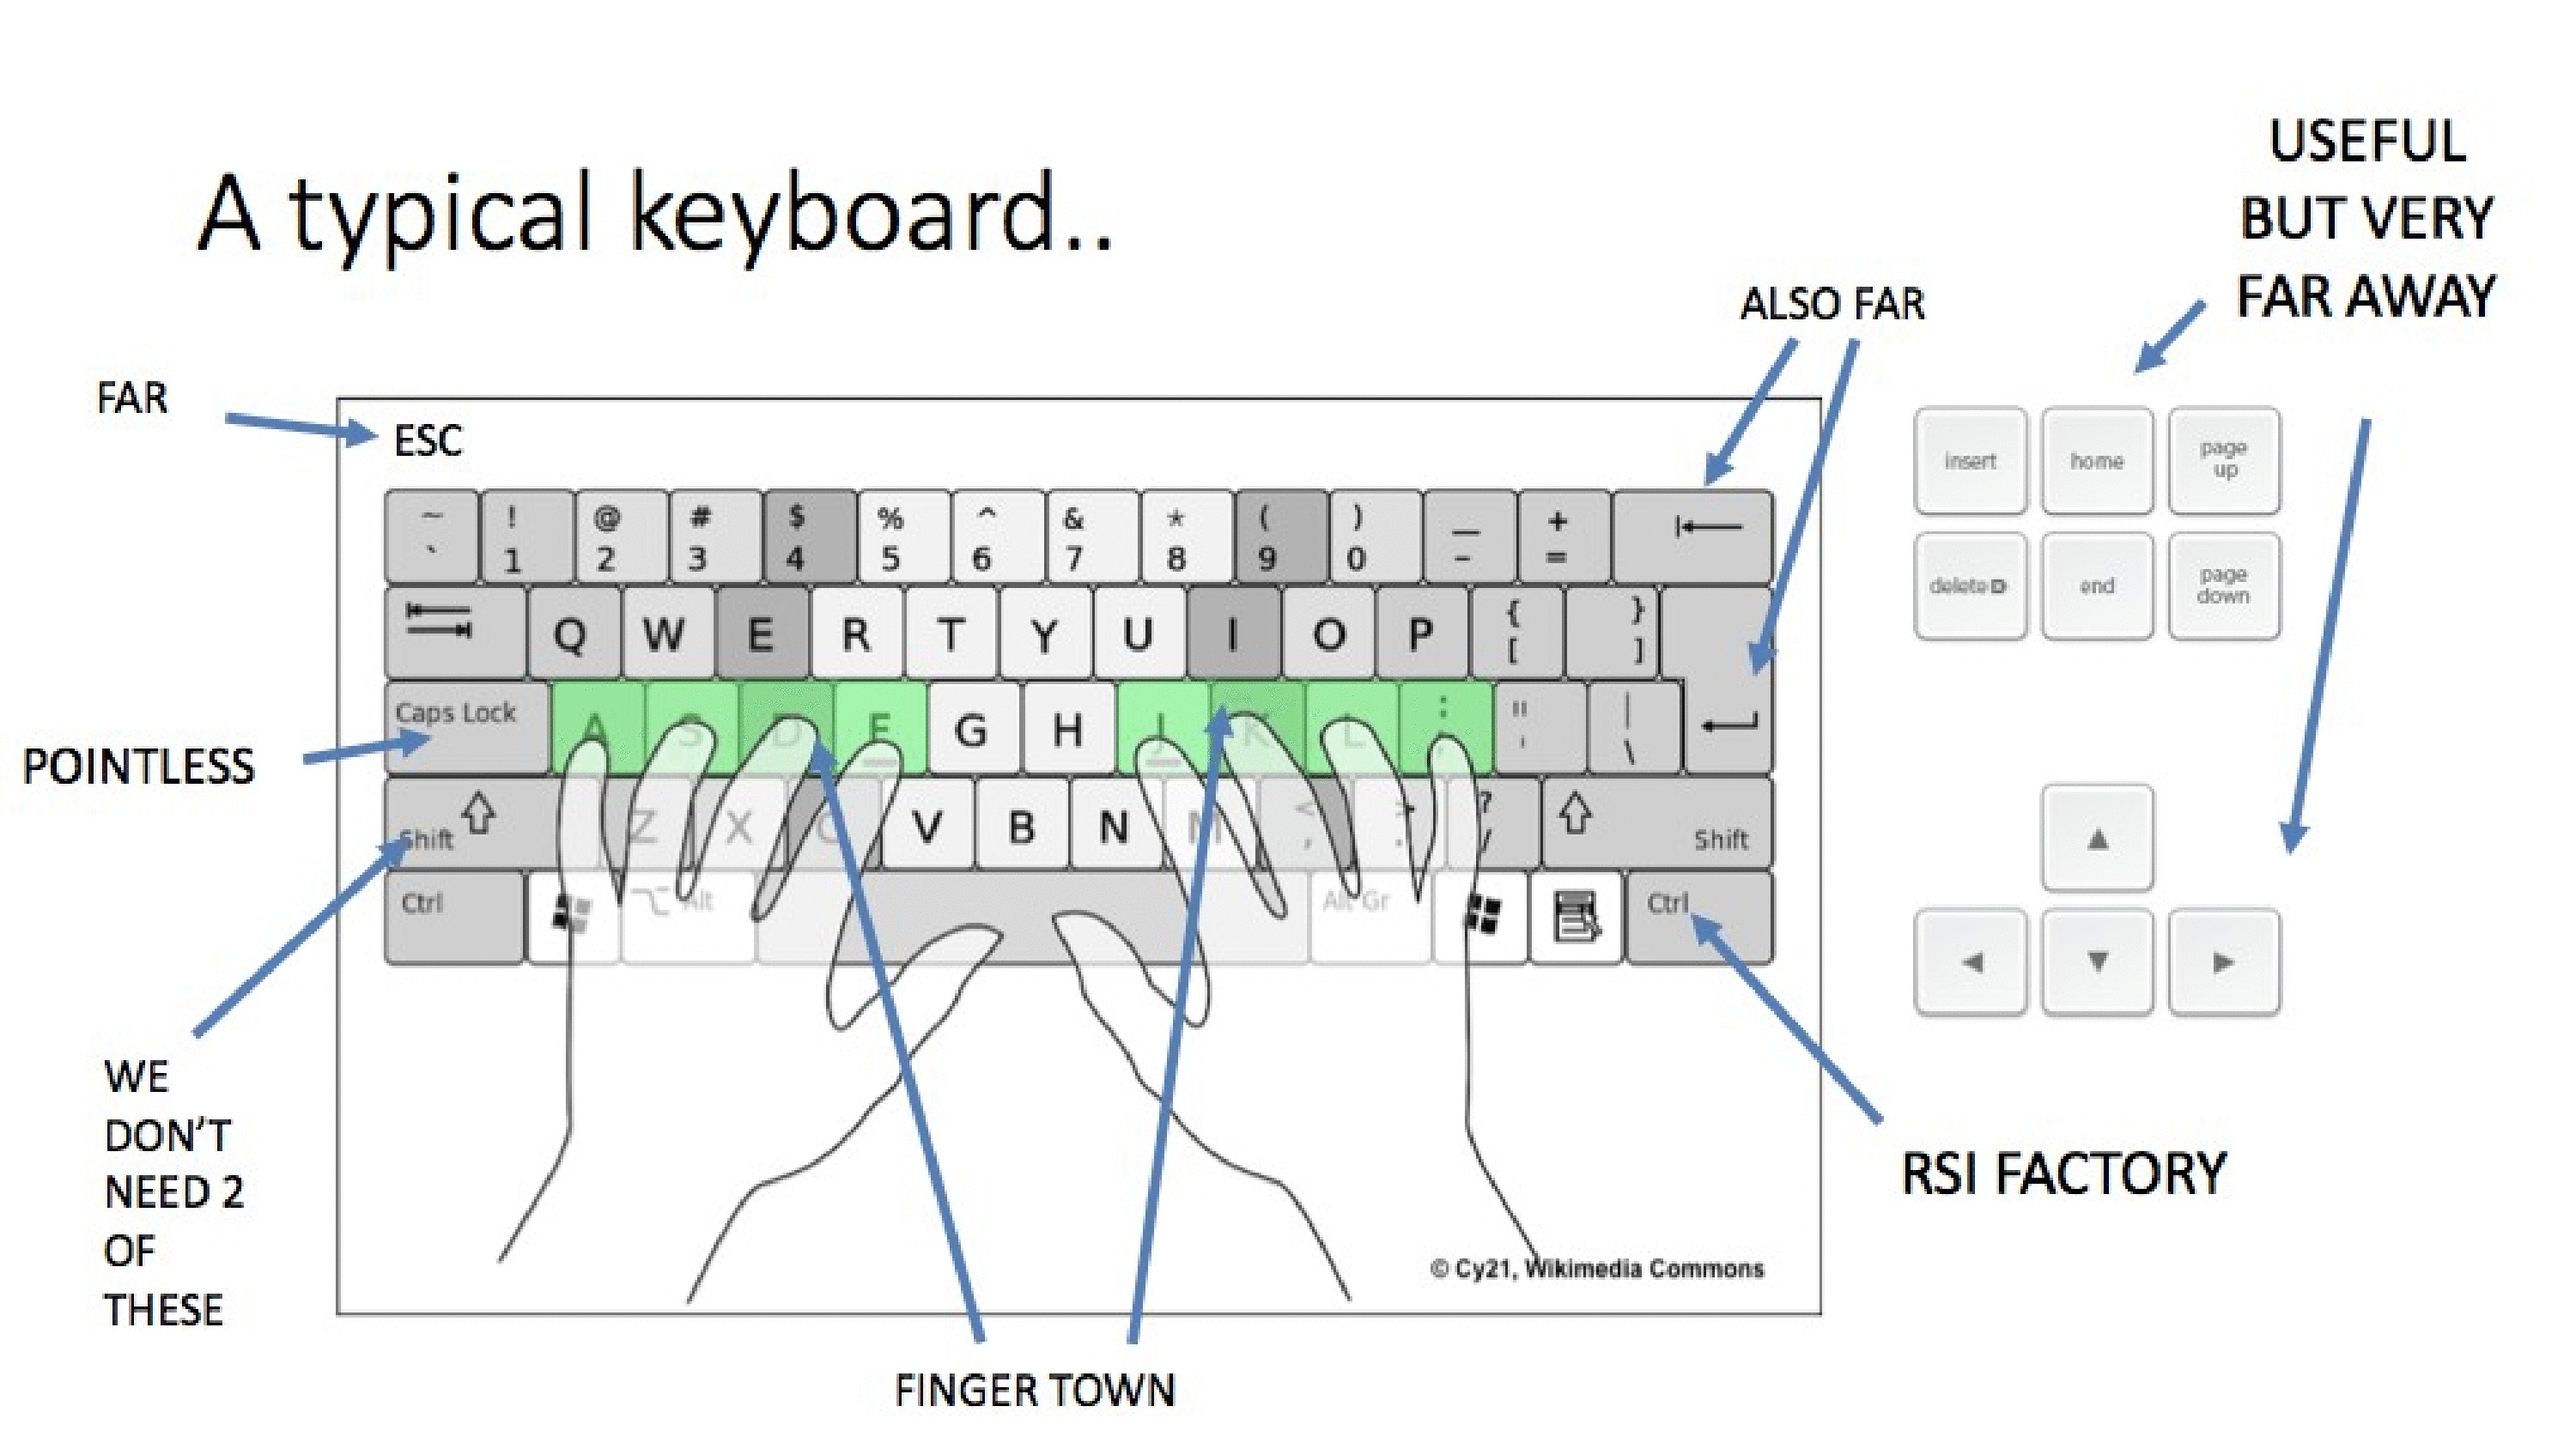 A typical keyboard..
USEFUL
BUT VERY
FAR AWAY
ALSO FAR
FAR
ESC
insert home page up
delete end page down
~ ! @ # $ % ^ & * ( ) _ +
` 1 2 3 4 5 6 7 8 9 0 - =
Q W E R T Y U I O P { [ } ]
Caps Lock A S D F G H J K L : ; " ' | \
POINTLESS
Shift Z X C V B N M < , > . ? / Shift
Ctrl Alt Alt Gr Ctrl
WE
DON'T
NEED 2
OF
THESE
RSI FACTORY
© Cy21, Wikimedia Commons
FINGER TOWN